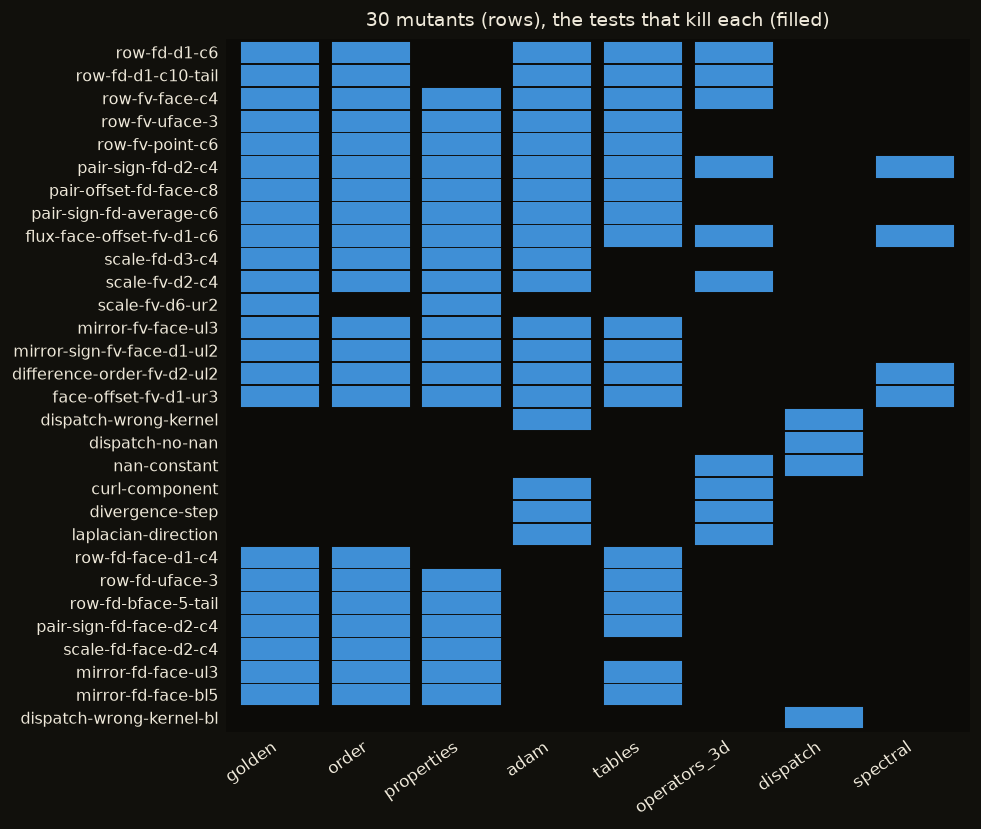 30 mutants (rows), the tests that kill each (filled)
row-fd-d1-c6
row-fd-d1-c10-tail
row-fv-face-c4
row-fv-uface-3
row-fv-point-c6
pair-sign-fd-d2-c4
pair-offset-fd-face-c8
pair-sign-fd-average-c6
flux-face-offset-fv-d1-c6
scale-fd-d3-c4
scale-fv-d2-c4
scale-fv-d6-ur2
mirror-fv-face-ul3
mirror-sign-fv-face-d1-ul2
difference-order-fv-d2-ul2
face-offset-fv-d1-ur3
dispatch-wrong-kernel
dispatch-no-nan
nan-constant
curl-component
divergence-step
laplacian-direction
row-fd-face-d1-c4
row-fd-uface-3
row-fd-bface-5-tail
pair-sign-fd-face-d2-c4
scale-fd-face-d2-c4
mirror-fd-face-ul3
mirror-fd-face-bl5
dispatch-wrong-kernel-bl
golden
order
properties
adam
tables
operators_3d
dispatch
spectral